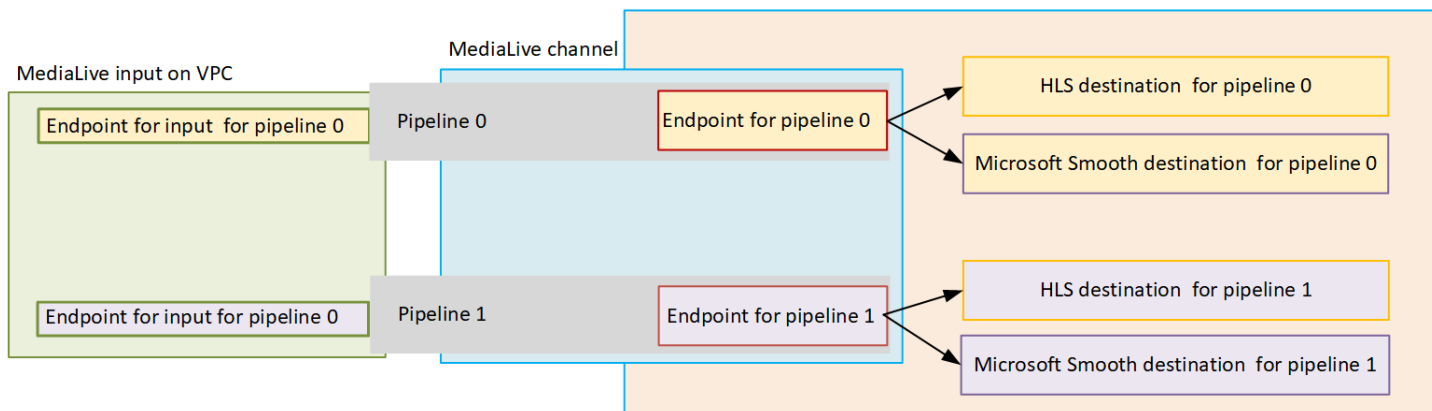 MediaLive channel
MediaLive input on VPC
HLS destination for pipeline 0
Endpoint for input for pipeline 0
Pipeline 0
Endpoint for pipeline 0
Microsoft Smooth destination for pipeline 0
HLS destination for pipeline 1
Endpoint for input for pipeline 0
Pipeline 1
Endpoint for pipeline 1
Microsoft Smooth destination for pipeline 1